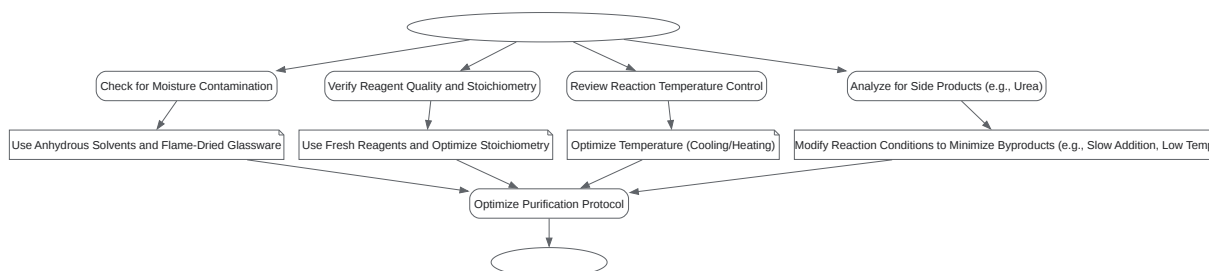 Check for Moisture Contamination
Verify Reagent Quality and Stoichiometry
Review Reaction Temperature Control
Analyze for Side Products (e.g., Urea)
Use Anhydrous Solvents and Flame-Dried Glassware
Use Fresh Reagents and Optimize Stoichiometry
Optimize Temperature (Cooling/Heating)
Modify Reaction Conditions to Minimize Byproducts (e.g., Slow Addition, Low Temp
Optimize Purification Protocol